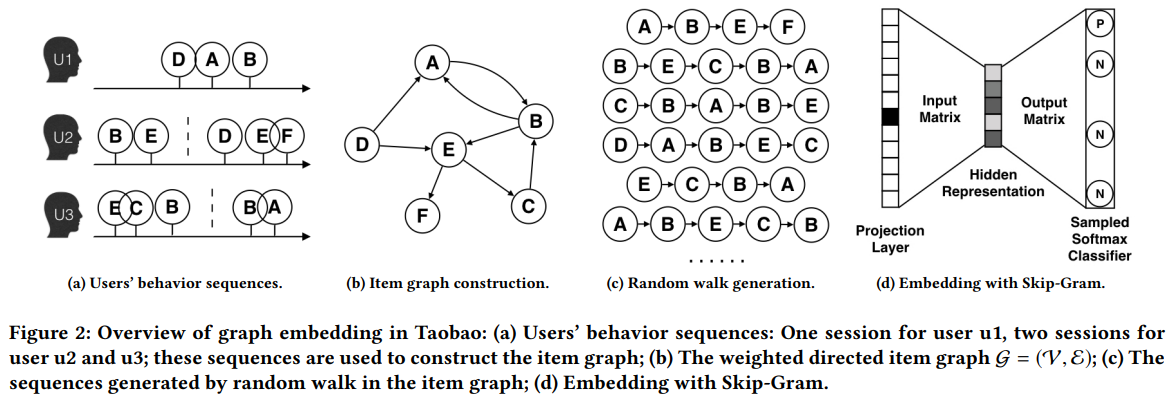 U1
D A B
U2
B E D E F
U3
E C B B A
(a) Users' behavior sequences.
A
B
D
E
C
F
(b) Item graph construction.
A B E F
B E C B A
C B A B E
D A B E C
E C B A
A B E C B
......
(c) Random walk generation.
P
N
Input
Matrix
Output
Matrix
N
Hidden
Representation
N
Projection
Layer
Sampled
Softmax
Classifier
(d) Embedding with Skip-Gram.
Figure 2: Overview of graph embedding in Taobao: (a) Users' behavior sequences: One session for user u1, two sessions for
user u2 and u3; these sequences are used to construct the item graph; (b) The weighted directed item graph 𝒢 = (𝒱, ℰ); (c) The
sequences generated by random walk in the item graph; (d) Embedding with Skip-Gram.